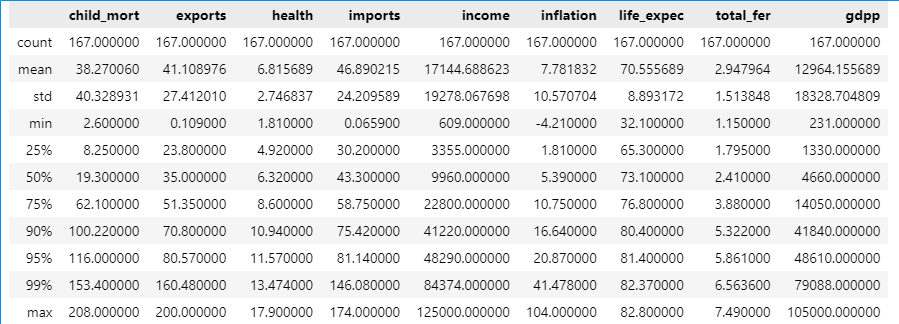 child_mort exports health imports income inflation life_expec total_fer gdpp
count 167.000000 167.000000 167.000000 167.000000 167.000000 167.000000 167.000000 167.000000 167.000000
mean 38.270060 41.108976 6.815689 46.890215 17144.688623 7.781832 70.555689 2.947964 12964.155689
std 40.328931 27.412010 2.746837 24.209589 19278.067698 10.570704 8.893172 1.513848 18328.704809
min 2.600000 0.109000 1.810000 0.065900 609.000000 -4.210000 32.100000 1.150000 231.000000
25% 8.250000 23.800000 4.920000 30.200000 3355.000000 1.810000 65.300000 1.795000 1330.000000
50% 19.300000 35.000000 6.320000 43.300000 9960.000000 5.390000 73.100000 2.410000 4660.000000
75% 62.100000 51.350000 8.600000 58.750000 22800.000000 10.750000 76.800000 3.880000 14050.000000
90% 100.220000 70.800000 10.940000 75.420000 41220.000000 16.640000 80.400000 5.322000 41840.000000
95% 116.000000 80.570000 11.570000 81.140000 48290.000000 20.870000 81.400000 5.861000 48610.000000
99% 153.400000 160.480000 13.474000 146.080000 84374.000000 41.478000 82.370000 6.563600 79088.000000
max 208.000000 200.000000 17.900000 174.000000 125000.000000 104.000000 82.800000 7.490000 105000.000000